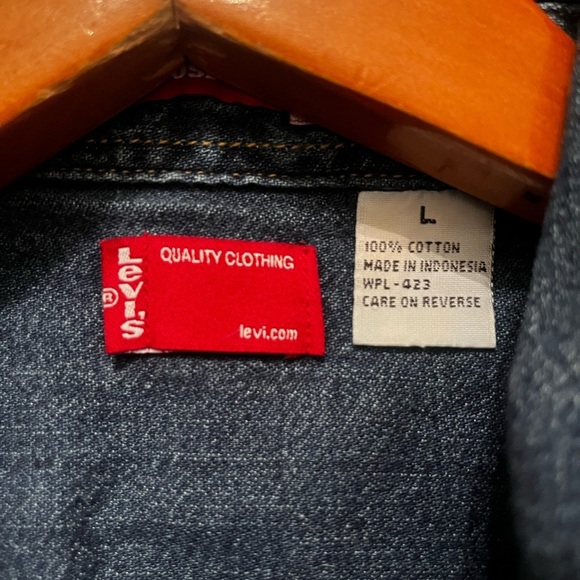 LEVI'S
®
QUALITY CLOTHING
levi.com
L
100% COTTON
MADE IN INDONESIA
WPL-423
CARE ON REVERSE